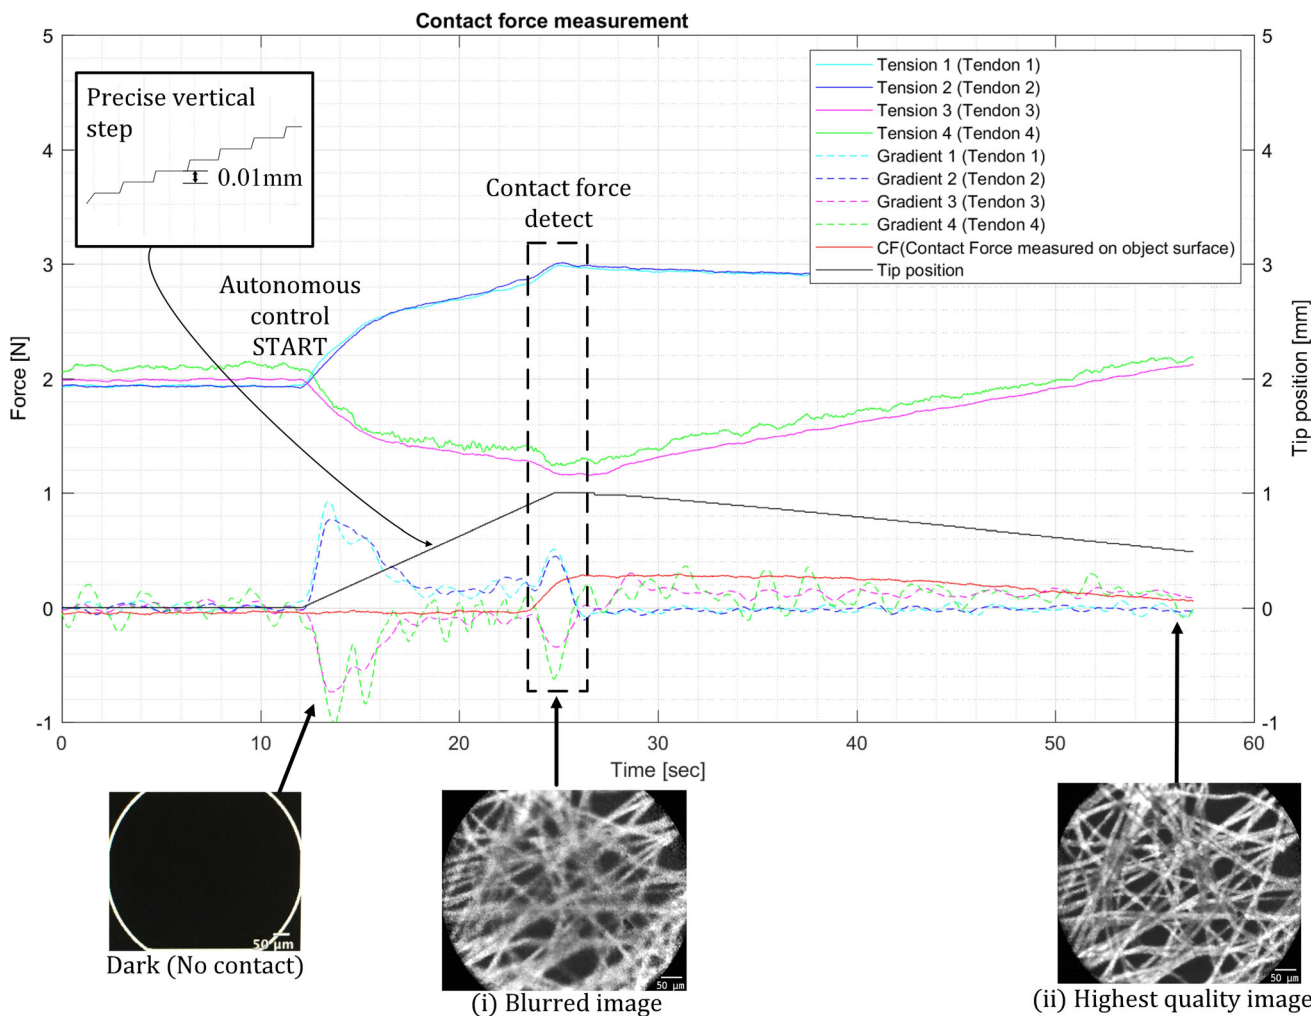 Contact force measurement
5
4
3
2
1
0
-1
Force [N]
5
4
3
2
1
0
-1
Tip position [mm]
Precise vertical
step
0.01mm
Autonomous
control
START
Contact force
detect
Tension 1 (Tendon 1)
Tension 2 (Tendon 2)
Tension 3 (Tendon 3)
Tension 4 (Tendon 4)
Gradient 1 (Tendon 1)
Gradient 2 (Tendon 2)
Gradient 3 (Tendon 3)
Gradient 4 (Tendon 4)
CF(Contact Force measured on object surface)
Tip position
0 10 20 30 40 50 60
Time [sec]
50 μm
Dark (No contact)
50 μm
(i) Blurred image
50 μm
(ii) Highest quality image